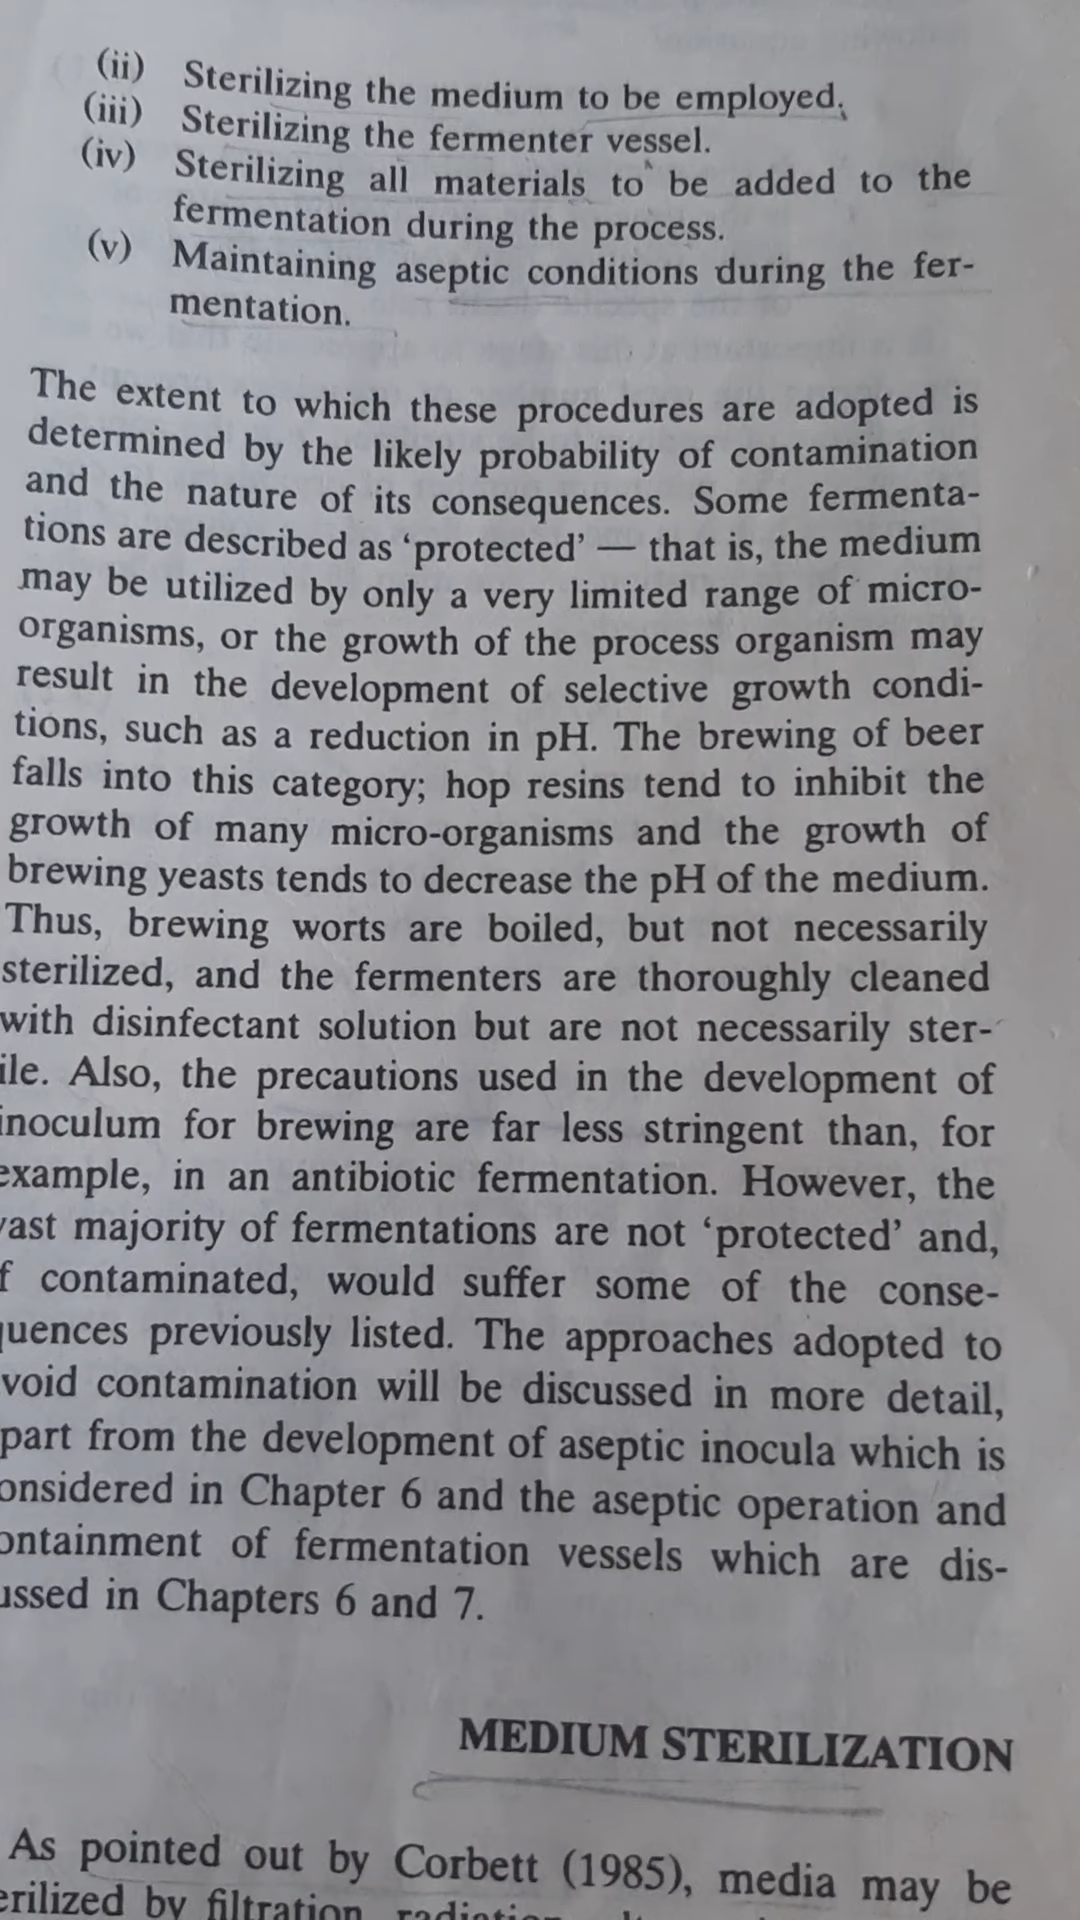 (ii) Sterilizing the medium to be employed.
(iii) Sterilizing the fermenter vessel.
(iv) Sterilizing all materials to be added to the
fermentation during the process.
(v) Maintaining aseptic conditions during the fer-
mentation.
The extent to which these procedures are adopted is
determined by the likely probability of contamination
and the nature of its consequences. Some fermenta-
tions are described as ‘protected’ — that is, the medium
may be utilized by only a very limited range of micro-
organisms, or the growth of the process organism may
result in the development of selective growth condi-
tions, such as a reduction in pH. The brewing of beer
falls into this category; hop resins tend to inhibit the
growth of many micro-organisms and the growth of
brewing yeasts tends to decrease the pH of the medium.
Thus, brewing worts are boiled, but not necessarily
sterilized, and the fermenters are thoroughly cleaned
with disinfectant solution but are not necessarily ster-
ile. Also, the precautions used in the development of
inoculum for brewing are far less stringent than, for
example, in an antibiotic fermentation. However, the
vast majority of fermentations are not ‘protected’ and,
f contaminated, would suffer some of the conse-
quences previously listed. The approaches adopted to
void contamination will be discussed in more detail,
part from the development of aseptic inocula which is
onsidered in Chapter 6 and the aseptic operation and
ontainment of fermentation vessels which are dis-
ussed in Chapters 6 and 7.
MEDIUM STERILIZATION
As pointed out by Corbett (1985), media may be
erilized by filtration, radiation